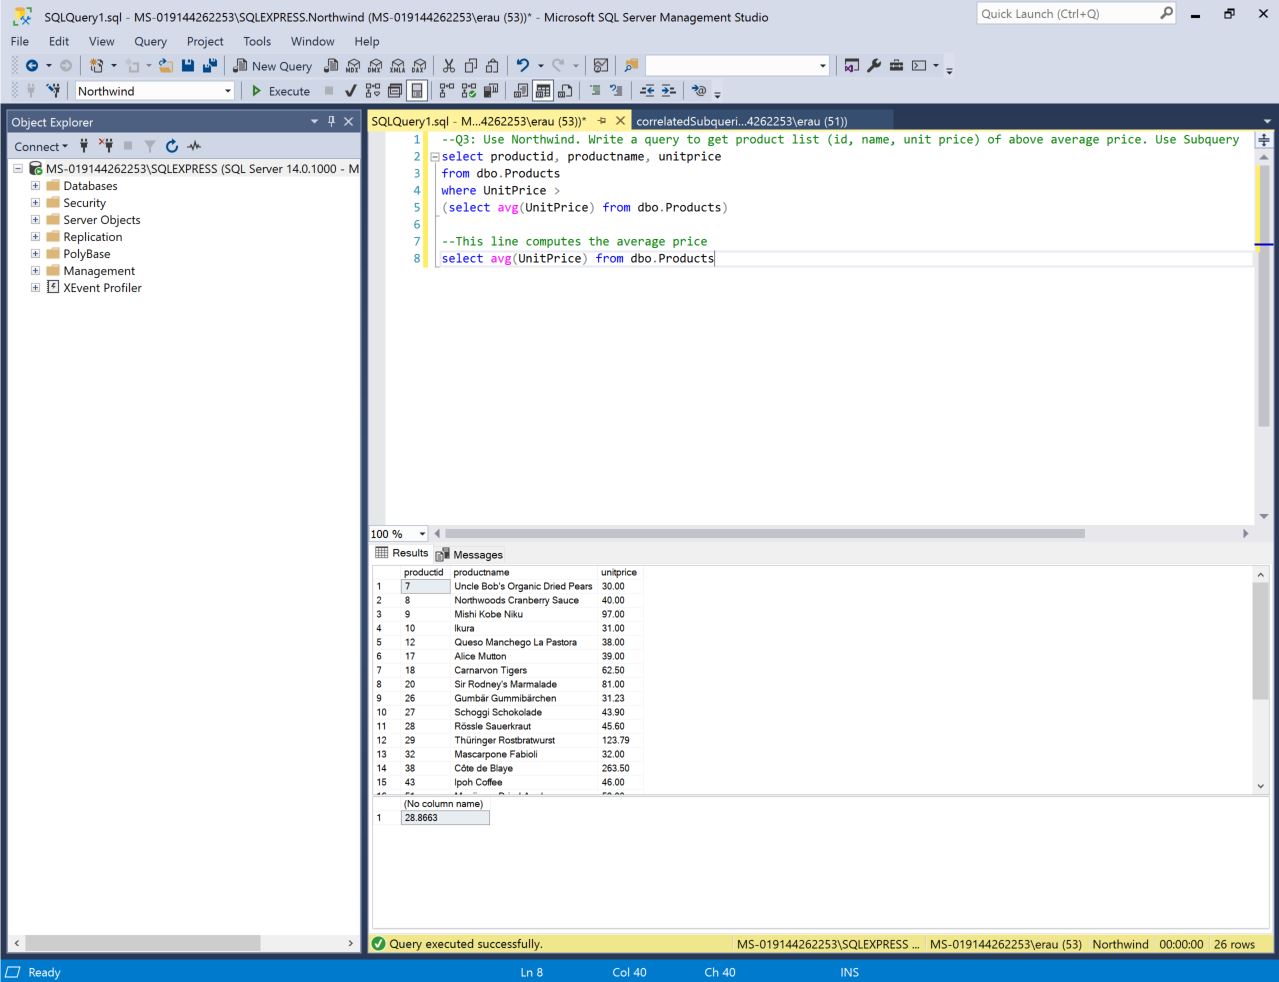 SQLQuery1.sql - MS-019144262253\SQLEXPRESS.Northwind (MS-019144262253\erau (53))* - Microsoft SQL Server Management Studio
Quick Launch (Ctrl+Q)
File Edit View Query Project Tools Window Help
New Query MDX DMX XMLA DAX
Northwind Execute
Object Explorer
SQLQuery1.sql - M...4262253\erau (53))* correlatedSubqueri...4262253\erau (51))
Connect
MS-019144262253\SQLEXPRESS (SQL Server 14.0.1000 - M
Databases
Security
Server Objects
Replication
PolyBase
Management
XEvent Profiler
1 --Q3: Use Northwind. Write a query to get product list (id, name, unit price) of above average price. Use Subquery
2 select productid, productname, unitprice
3 from dbo.Products
4 where UnitPrice >
5 (select avg(UnitPrice) from dbo.Products)
6
7 --This line computes the average price
8 select avg(UnitPrice) from dbo.Products
100 %
Results Messages
productid productname unitprice
1 7 Uncle Bob's Organic Dried Pears 30.00
2 8 Northwoods Cranberry Sauce 40.00
3 9 Mishi Kobe Niku 97.00
4 10 Ikura 31.00
5 12 Queso Manchego La Pastora 38.00
6 17 Alice Mutton 39.00
7 18 Carnarvon Tigers 62.50
8 20 Sir Rodney's Marmalade 81.00
9 26 Gumbär Gummibärchen 31.23
10 27 Schoggi Schokolade 43.90
11 28 Rössle Sauerkraut 45.60
12 29 Thüringer Rostbratwurst 123.79
13 32 Mascarpone Fabioli 32.00
14 38 Côte de Blaye 263.50
15 43 Ipoh Coffee 46.00
(No column name)
1 28.8663
Query executed successfully. MS-019144262253\SQLEXPRESS ... MS-019144262253\erau (53) Northwind 00:00:00 26 rows
Ready Ln 8 Col 40 Ch 40 INS